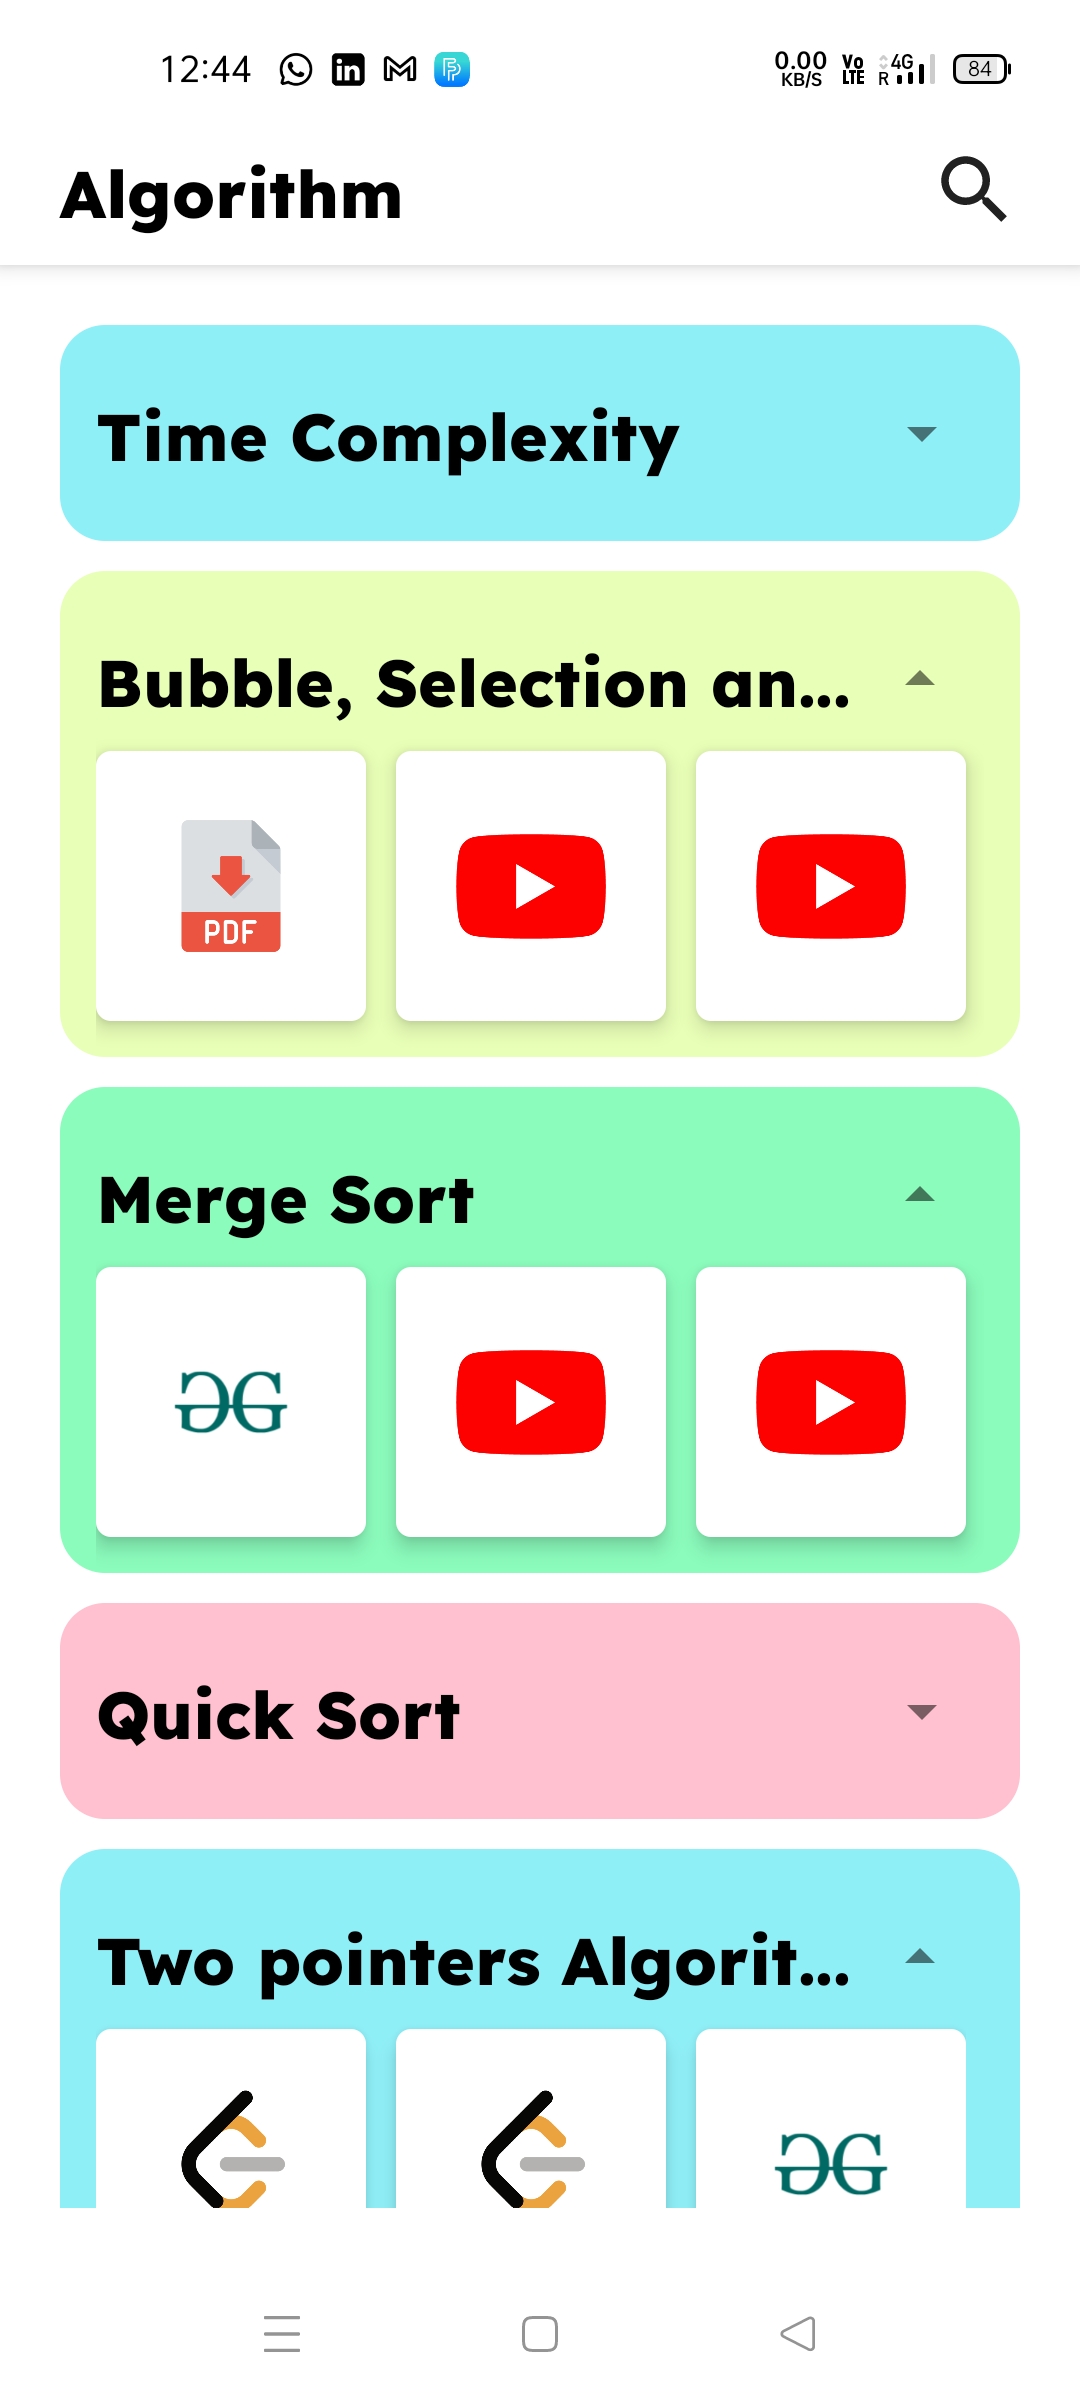 12:44
0.00 KB/S Vo LTE 4G R 84
Algorithm
Time Complexity
Bubble, Selection an...
PDF
Merge Sort
Quick Sort
Two pointers Algorit...